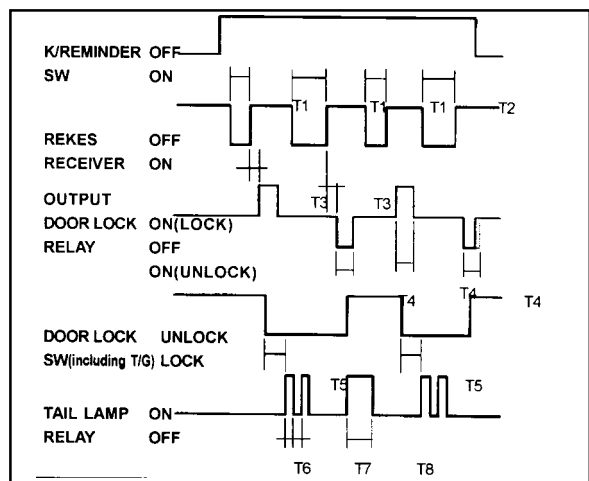 K/REMINDER OFF
SW ON
T1 T1 T1 T2
REKES OFF
RECEIVER ON
OUTPUT T3 T3
DOOR LOCK ON(LOCK)
RELAY OFF
ON(UNLOCK)
T4 T4 T4
DOOR LOCK UNLOCK
SW(including T/G) LOCK
T5 T5
TAIL LAMP ON
RELAY OFF
T6 T7 T8